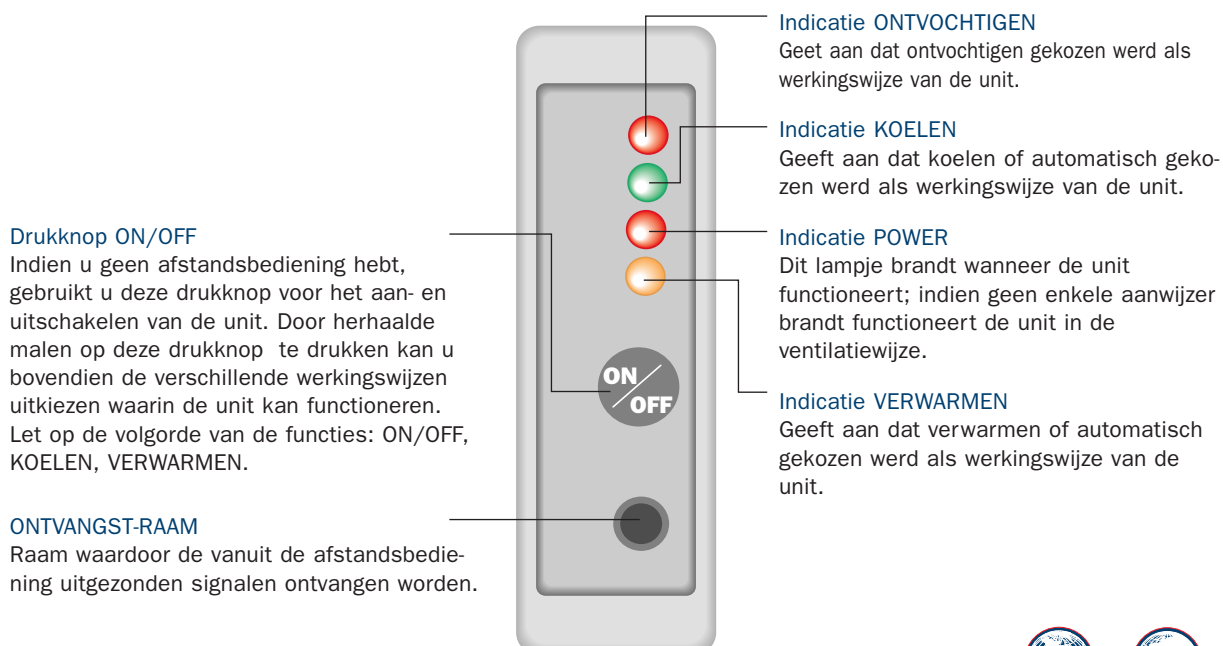 Indicatie ONTVOCHTIGEN
Geet aan dat ontvochtigen gekozen werd als
werkingswijze van de unit.
Indicatie KOELEN
Geeft aan dat koelen of automatisch geko-
zen werd als werkingswijze van de unit.
Drukknop ON/OFF
Indien u geen afstandsbediening hebt,
gebruikt u deze drukknop voor het aan- en
uitschakelen van de unit. Door herhaalde
malen op deze drukknop te drukken kan u
bovendien de verschillende werkingswijzen
uitkiezen waarin de unit kan functioneren.
Let op de volgorde van de functies: ON/OFF,
KOELEN, VERWARMEN.
ONTVANGST-RAAM
Raam waardoor de vanuit de afstandsbedie-
ning uitgezonden signalen ontvangen worden.
ON
OFF
Indicatie POWER
Dit lampje brandt wanneer de unit
functioneert; indien geen enkele aanwijzer
brandt functioneert de unit in de
ventilatiewijze.
Indicatie VERWARMEN
Geeft aan dat verwarmen of automatisch
gekozen werd als werkingswijze van de
unit.